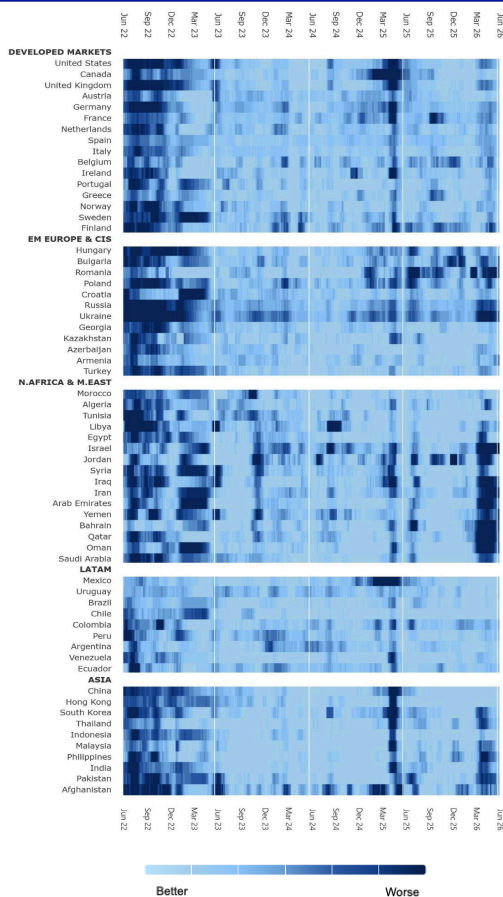 Jun 22 Sep 22 Dec 22 Mar 23 Jun 23 Sep 23 Dec 23 Mar 24 Jun 24 Sep 24 Dec 24 Mar 25 Jun 25 Sep 25 Dec 25 Mar 26 Jun 26
DEVELOPED MARKETS
United States
Canada
United Kingdom
Austria
Germany
France
Netherlands
Spain
Italy
Belgium
Ireland
Portugal
Greece
Norway
Sweden
Finland
EM EUROPE & CIS
Hungary
Bulgaria
Romania
Poland
Croatia
Russia
Ukraine
Georgia
Kazakhstan
Azerbaijan
Armenia
Turkey
N.AFRICA & M.EAST
Morocco
Algeria
Tunisia
Libya
Egypt
Israel
Jordan
Syria
Iraq
Iran
Arab Emirates
Yemen
Bahrain
Qatar
Oman
Saudi Arabia
LATAM
Mexico
Uruguay
Brazil
Chile
Colombia
Peru
Argentina
Venezuela
Ecuador
ASIA
China
Hong Kong
South Korea
Thailand
Indonesia
Malaysia
Philippines
India
Pakistan
Afghanistan
Jun 22 Sep 22 Dec 22 Mar 23 Jun 23 Sep 23 Dec 23 Mar 24 Jun 24 Sep 24 Dec 24 Mar 25 Jun 25 Sep 25 Dec 25 Mar 26 Jun 26
Better Worse